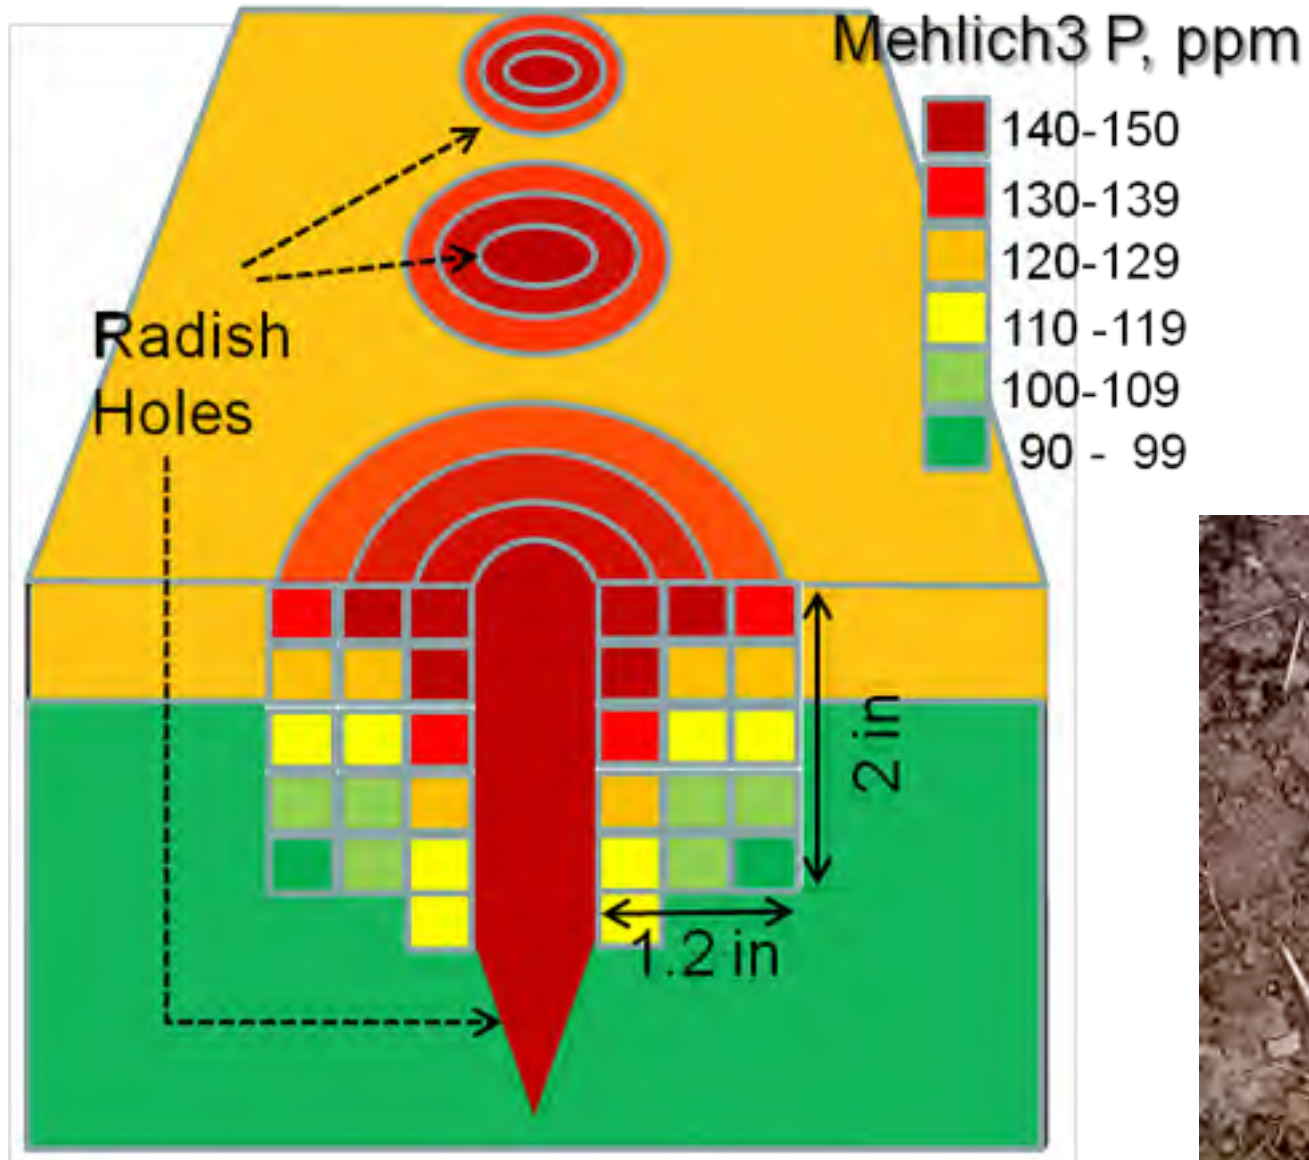 Mehlich3 P, ppm
140-150
130-139
120-129
110 -119
100-109
90 - 99
Radish
Holes
2 in
1.2 in